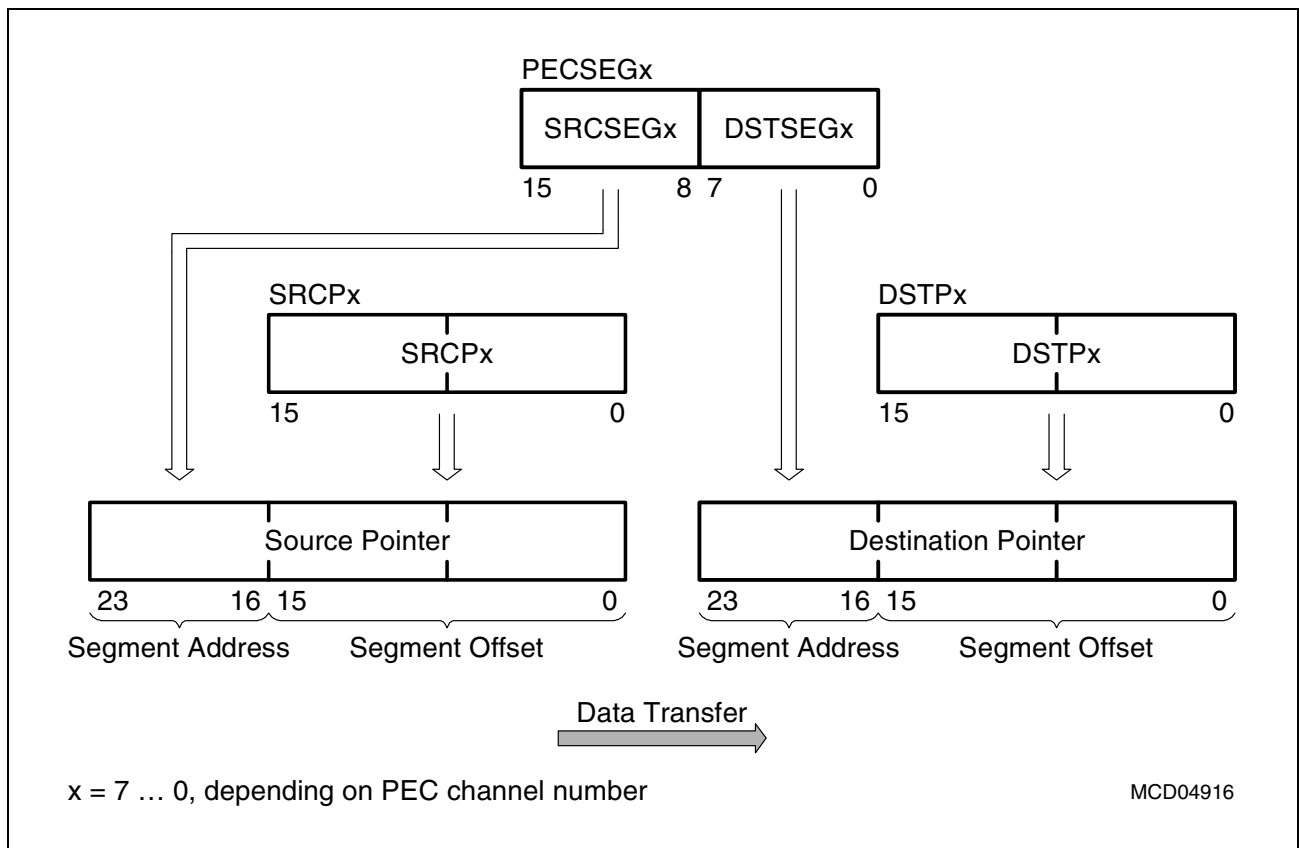 PECSEGx
SRCSEGx DSTSEGx
15 8 7 0
SRCPx DSTPx
SRCPx DSTPx
15 0 15 0
Source Pointer Destination Pointer
23 16 15 0 23 16 15 0
Segment Address Segment Offset Segment Address Segment Offset
Data Transfer
x = 7 … 0, depending on PEC channel number MCD04916